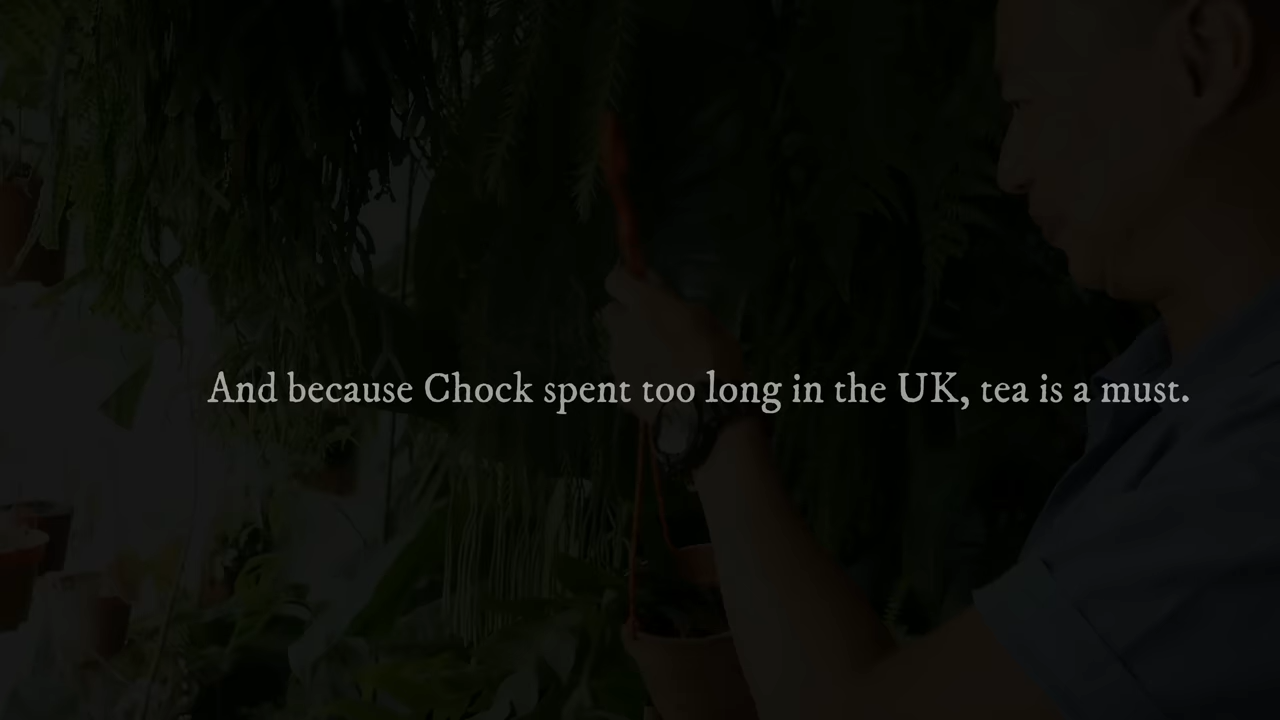 And because Chock spent too long in the UK, tea is a must.